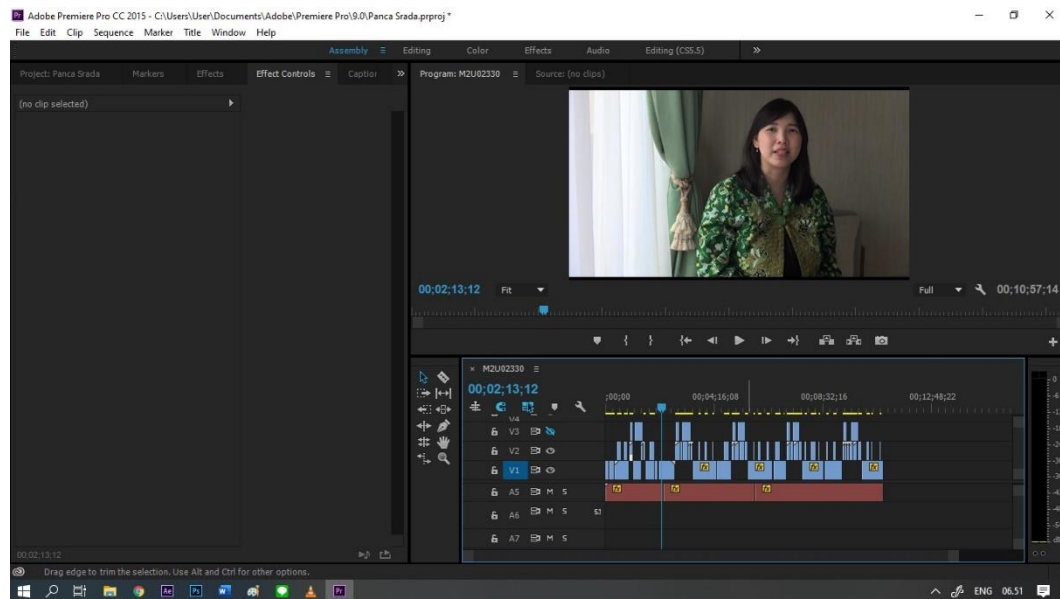 Adobe Premiere Pro CC 2015 - C:\Users\User\Documents\Adobe\Premiere Pro\9.0\Panca Srada.prproj *
File Edit Clip Sequence Marker Title Window Help
Assembly Editing Color Effects Audio Editing (CS5.5)
Project: Panca Srada Markers Effects Effect Controls Caption Program: M2U02330 Source: (no clips)
(no clip selected)
00;02;13;12 Fit Full 00;10;57;14
× M2U02330
00;02;13;12
;00;00 00;04;16;08 00;08;32;16 00;12;48;22
V4
V3
V2
V1
A5 M S
A6 M S
A7 M S
00;02;13;12
Drag edge to trim the selection. Use Alt and Ctrl for other options.
Ae Ps W Pr ENG 06.51